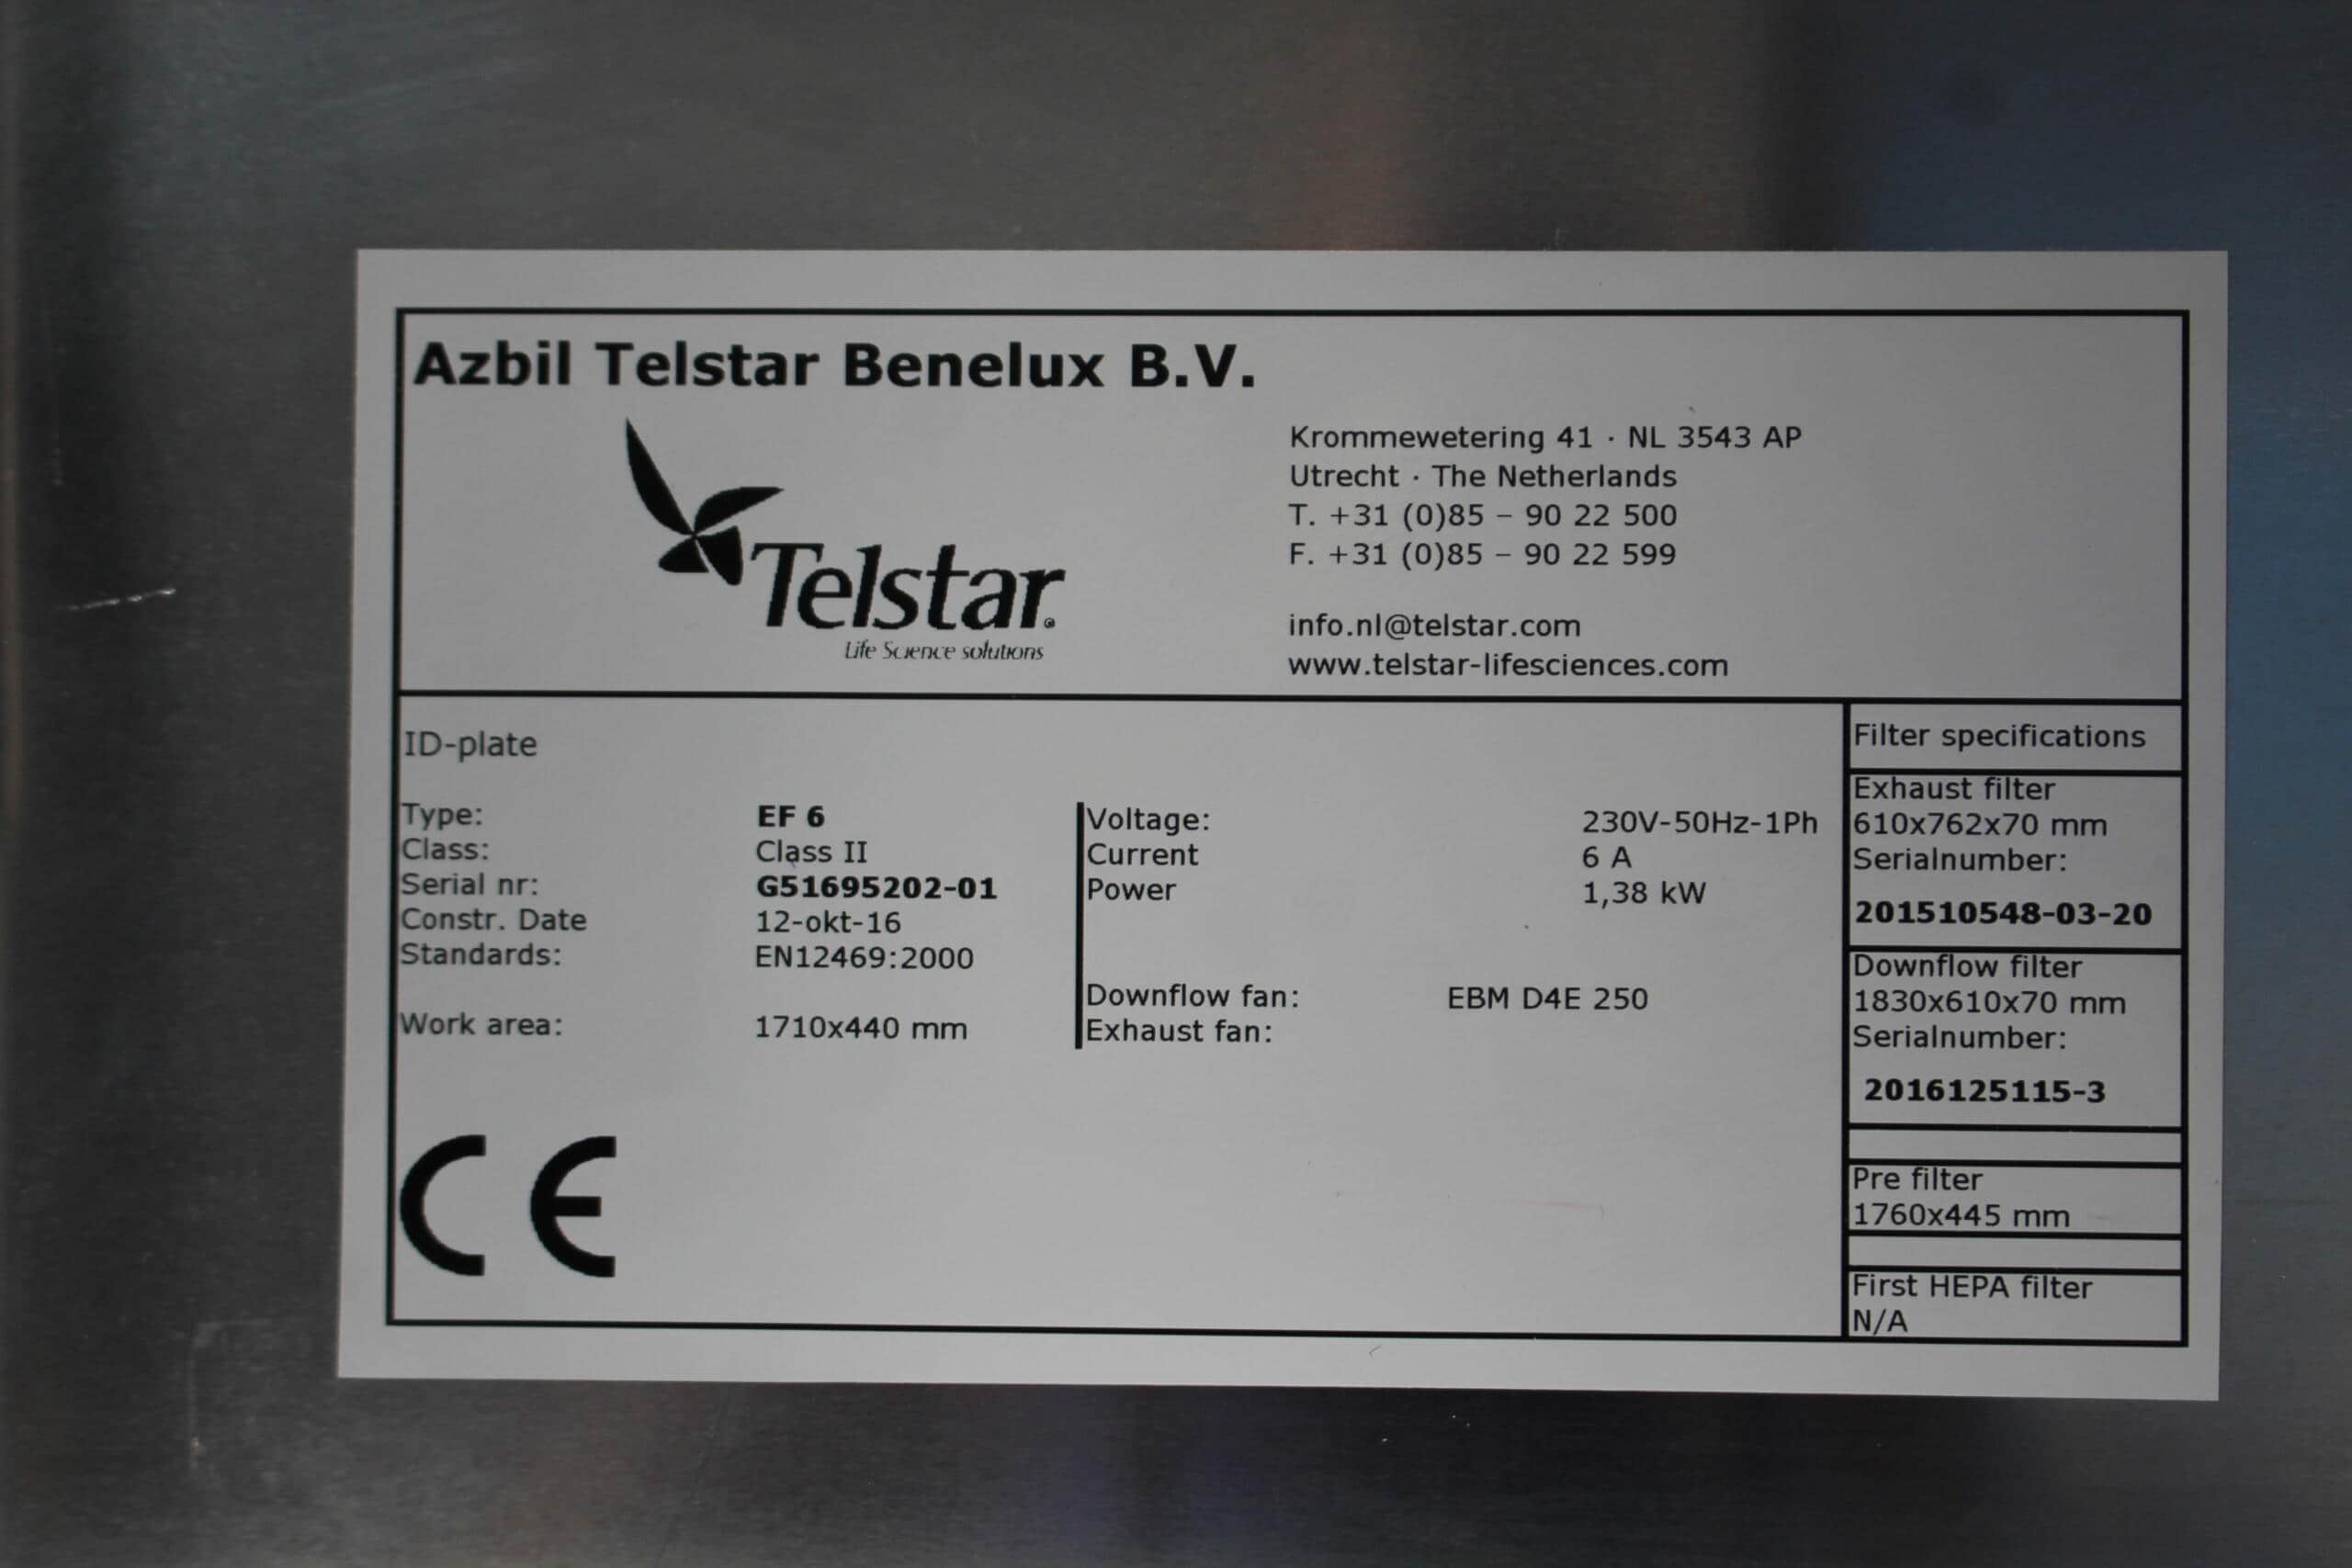 Azbil Telstar Benelux B.V.
Telstar®
Life Science solutions
Krommewetering 41 · NL 3543 AP
Utrecht · The Netherlands
T. +31 (0)85 – 90 22 500
F. +31 (0)85 – 90 22 599
info.nl@telstar.com
www.telstar-lifesciences.com
ID-plate
Type: EF 6
Class: Class II
Serial nr: G51695202-01
Constr. Date 12-okt-16
Standards: EN12469:2000
Work area: 1710x440 mm
Voltage: 230V-50Hz-1Ph
Current 6 A
Power 1,38 kW
Downflow fan: EBM D4E 250
Exhaust fan:
CE
Filter specifications
Exhaust filter
610x762x70 mm
Serialnumber:
201510548-03-20
Downflow filter
1830x610x70 mm
Serialnumber:
2016125115-3
Pre filter
1760x445 mm
First HEPA filter
N/A